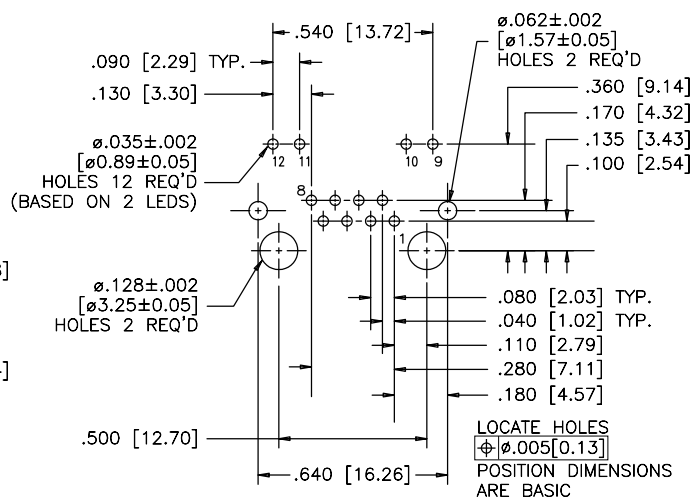 .540 [13.72]
ø.062±.002
[ø1.57±0.05]
HOLES 2 REQ'D
.090 [2.29] TYP.
.130 [3.30]
.360 [9.14]
.170 [4.32]
.135 [3.43]
.100 [2.54]
ø.035±.002
[ø0.89±0.05]
HOLES 12 REQ'D
(BASED ON 2 LEDS)
12
11
10
9
8
1
ø.128±.002
[ø3.25±0.05]
HOLES 2 REQ'D
.080 [2.03] TYP.
.040 [1.02] TYP.
.110 [2.79]
.280 [7.11]
.180 [4.57]
.500 [12.70]
.640 [16.26]
LOCATE HOLES
⌖ ø.005[0.13]
POSITION DIMENSIONS
ARE BASIC